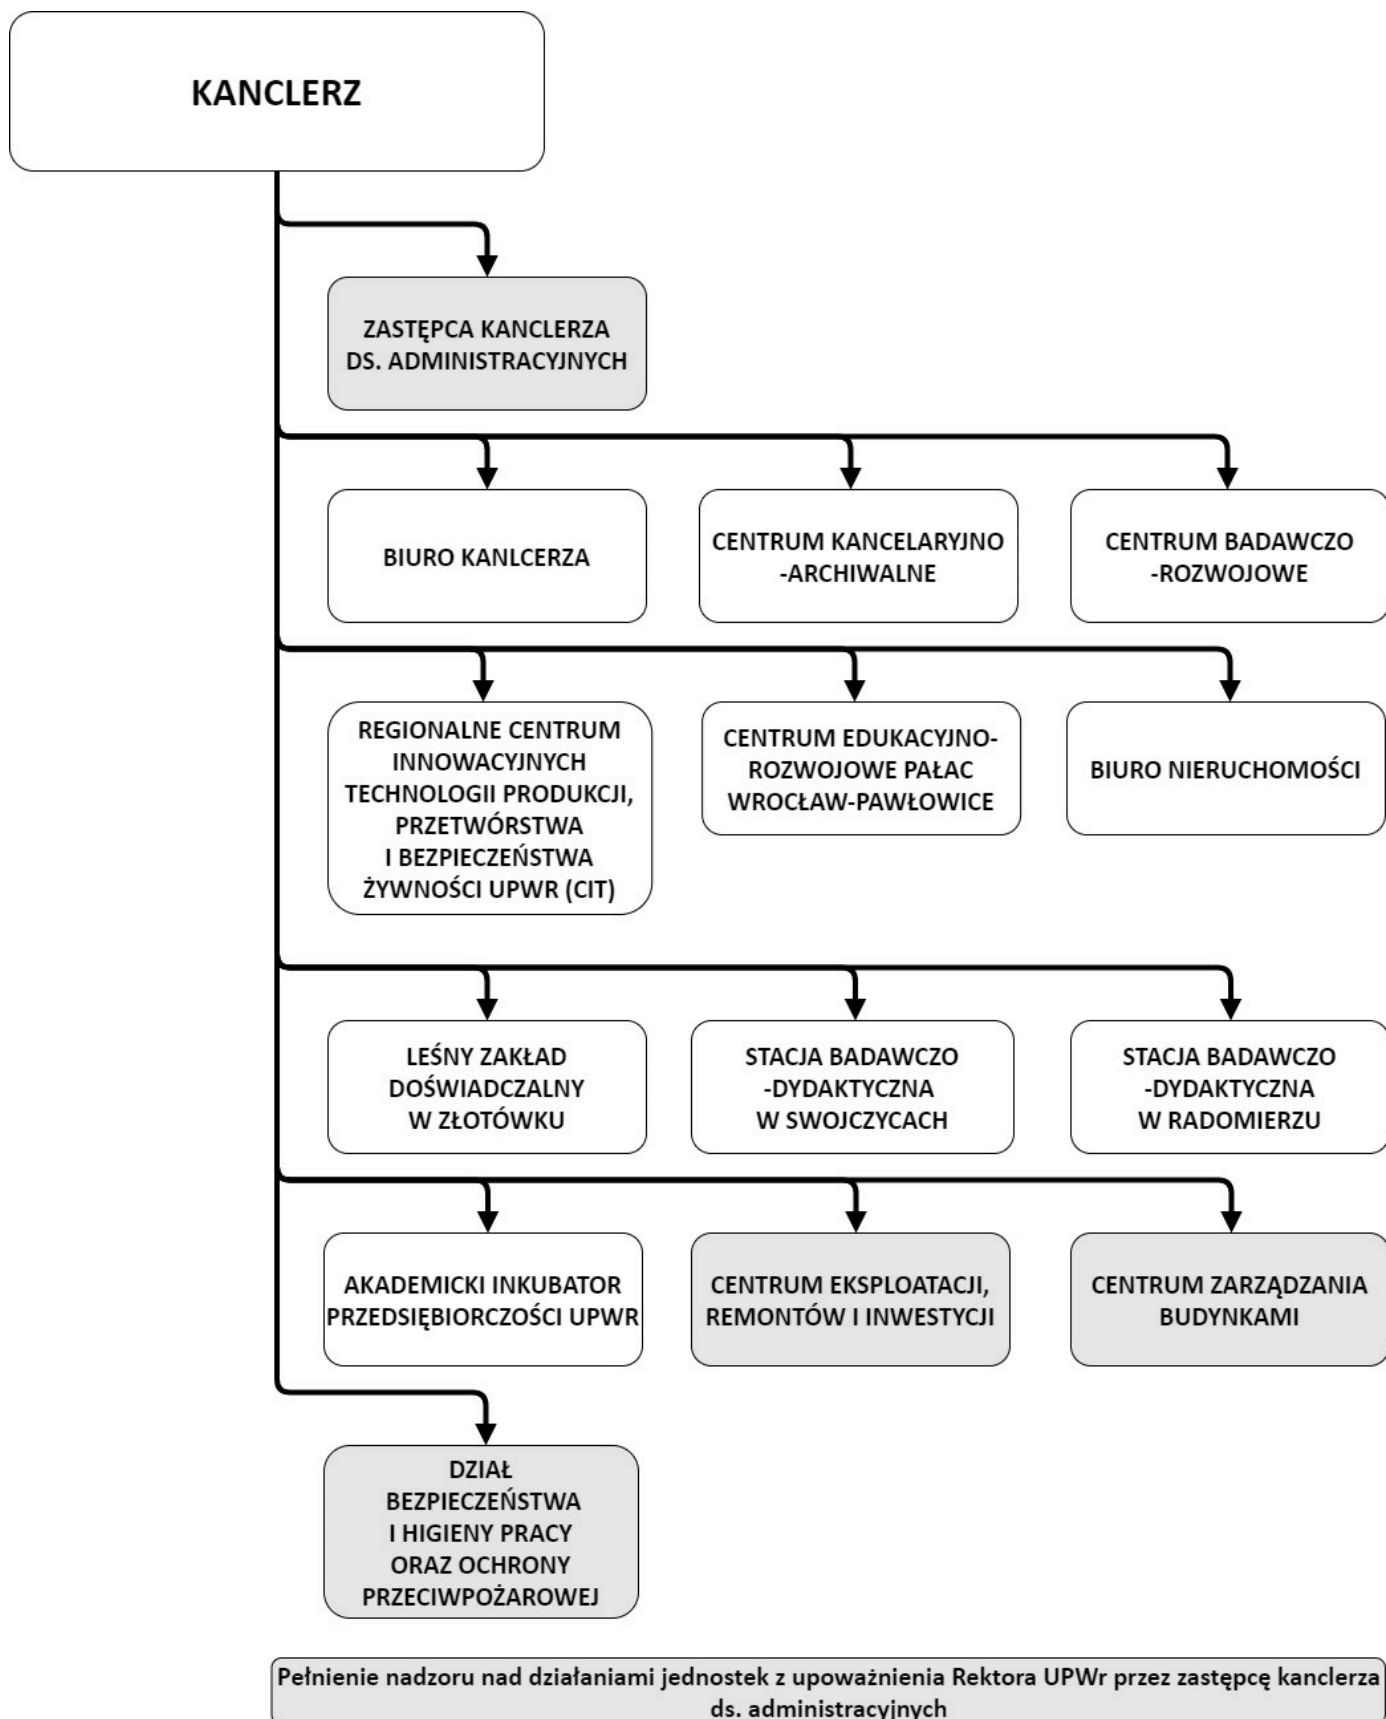 KANCLERZ
ZASTĘPCA KANCLERZA
DS. ADMINISTRACYJNYCH
BIURO KANLCERZA
CENTRUM KANCELARYJNO
-ARCHIWALNE
CENTRUM BADAWCZO
-ROZWOJOWE
REGIONALNE CENTRUM
INNOWACYJNYCH
TECHNOLOGII PRODUKCJI,
PRZETWÓRSTWA
I BEZPIECZEŃSTWA
ŻYWNOŚCI UPWR (CIT)
CENTRUM EDUKACYJNO-
ROZWOJOWE PAŁAC
WROCŁAW-PAWŁOWICE
BIURO NIERUCHOMOŚCI
LEŚNY ZAKŁAD
DOŚWIADCZALNY
W ZŁOTÓWKU
STACJA BADAWCZO
-DYDAKTYCZNA
W SWOJCZYCACH
STACJA BADAWCZO
-DYDAKTYCZNA
W RADOMIERZU
AKADEMICKI INKUBATOR
PRZEDSIĘBIORCZOŚCI UPWR
CENTRUM EKSPLOATACJI,
REMONTÓW I INWESTYCJI
CENTRUM ZARZĄDZANIA
BUDYNKAMI
DZIAŁ
BEZPIECZEŃSTWA
I HIGIENY PRACY
ORAZ OCHRONY
PRZECIWPOŻAROWEJ
Pełnienie nadzoru nad działaniami jednostek z upoważnienia Rektora UPWr przez zastępcę kanclerza
ds. administracyjnych